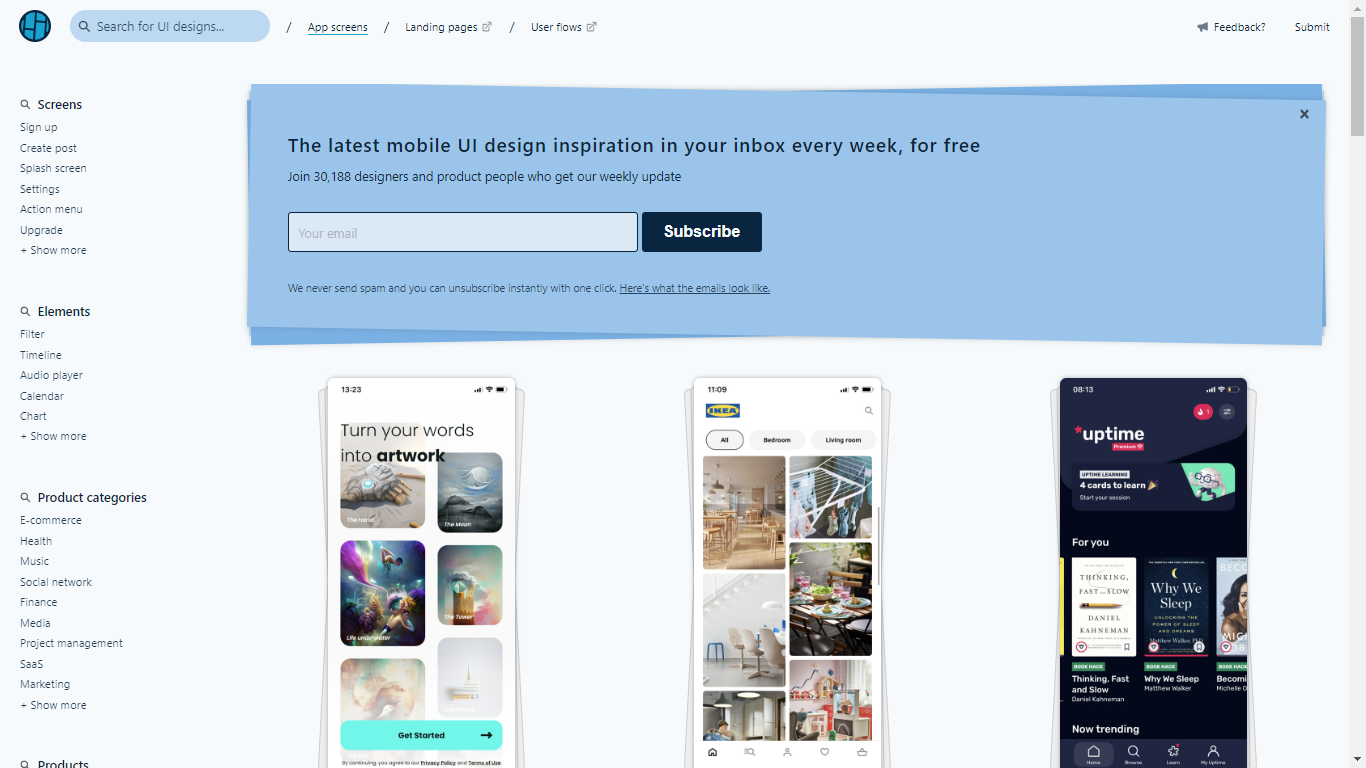 Search for UI designs...
/ App screens / Landing pages / User flows
Feedback? Submit
Screens
Sign up
Create post
Splash screen
Settings
Action menu
Upgrade
+ Show more
Elements
Filter
Timeline
Audio player
Calendar
Chart
+ Show more
Product categories
E-commerce
Health
Music
Social network
Finance
Media
Project management
SaaS
Marketing
+ Show more
Products
The latest mobile UI design inspiration in your inbox every week, for free
Join 30,188 designers and product people who get our weekly update
Your email
Subscribe
We never send spam and you can unsubscribe instantly with one click. Here's what the emails look like.
13:23
Turn your words
into artwork
The Hand
The Moon
Life underwater
The Tower
Get Started
By continuing, you agree to our Privacy Policy and Terms of Use
11:09
IKEA
All Bedroom Living room
08:13
1
uptime
Premium
UPTIME LEARNING
4 cards to learn 🎉
Start your session
For you
THINKING,
FAST AND SLOW
DANIEL
KAHNEMAN
Why We
Sleep
UNLOCKING THE
POWER OF SLEEP
AND DREAMS
Matthew Walker, PhD
BECO
MIC
BOOK HACK
Thinking, Fast
and Slow
Daniel Kahneman
BOOK HACK
Why We Sleep
Matthew Walker
BOOK H
Becomi
Michelle O
Now trending
Home Browse Learn My Uptime